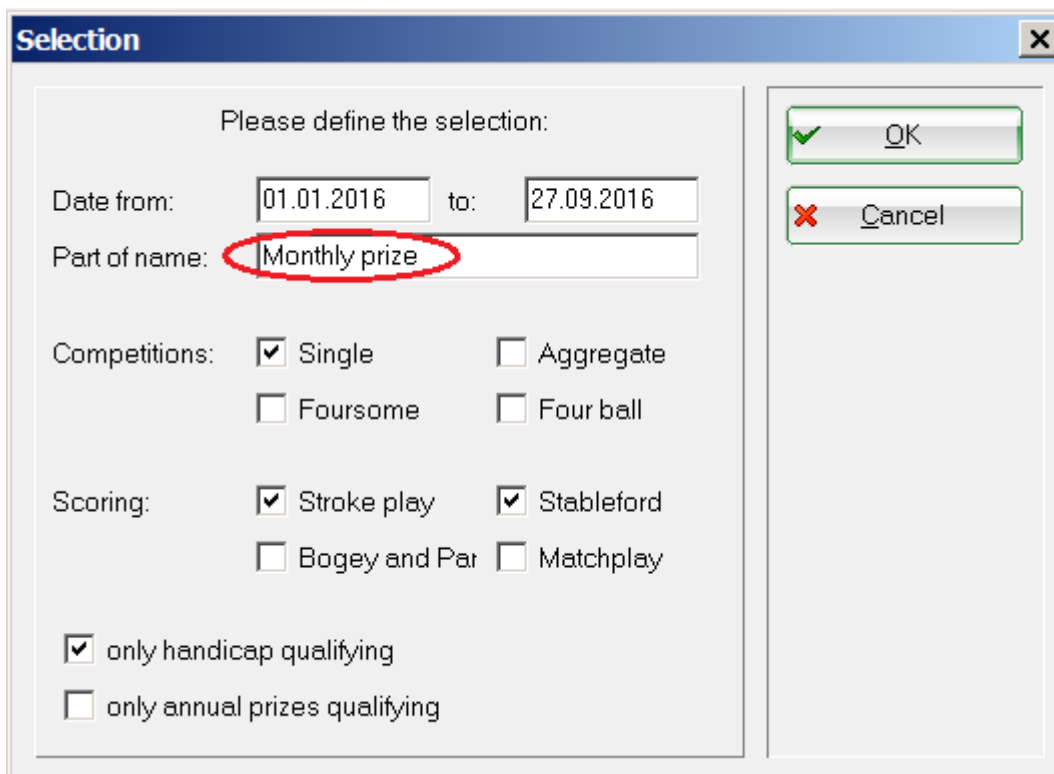 Selection
Please define the selection:
OK
Date from: 01.01.2016 to: 27.09.2016
Cancel
Part of name: Monthly prize
Competitions: Single Aggregate
Foursome Four ball
Scoring: Stroke play Stableford
Bogey and Par Matchplay
only handicap qualifying
only annual prizes qualifying